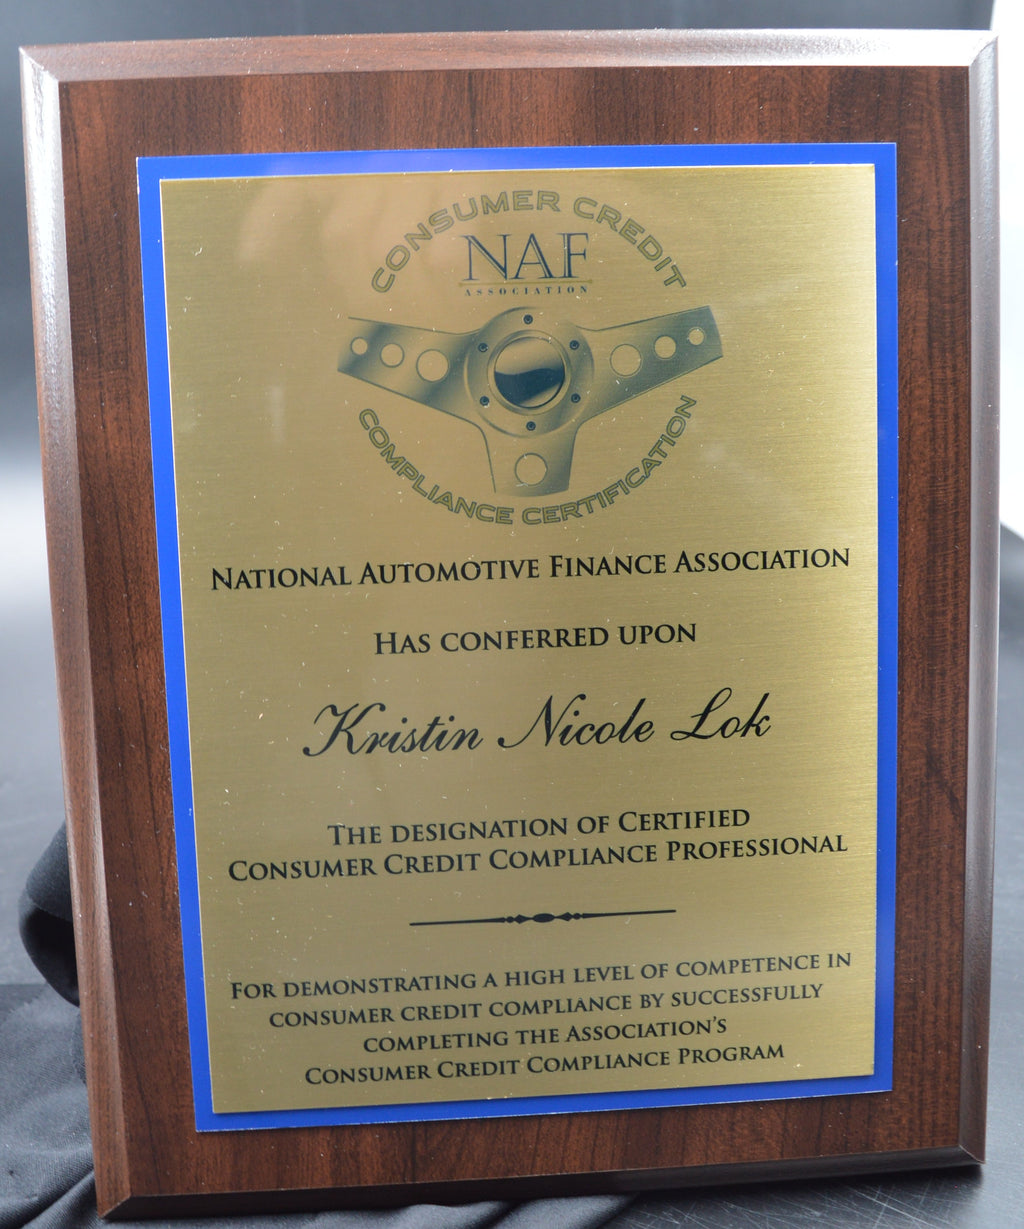 CONSUMER CREDIT
NAF
ASSOCIATION
COMPLIANCE CERTIFICATION
NATIONAL AUTOMOTIVE FINANCE ASSOCIATION
HAS CONFERRED UPON
Kristin Nicole Lok
THE DESIGNATION OF CERTIFIED
CONSUMER CREDIT COMPLIANCE PROFESSIONAL
FOR DEMONSTRATING A HIGH LEVEL OF COMPETENCE IN
CONSUMER CREDIT COMPLIANCE BY SUCCESSFULLY
COMPLETING THE ASSOCIATION'S
CONSUMER CREDIT COMPLIANCE PROGRAM